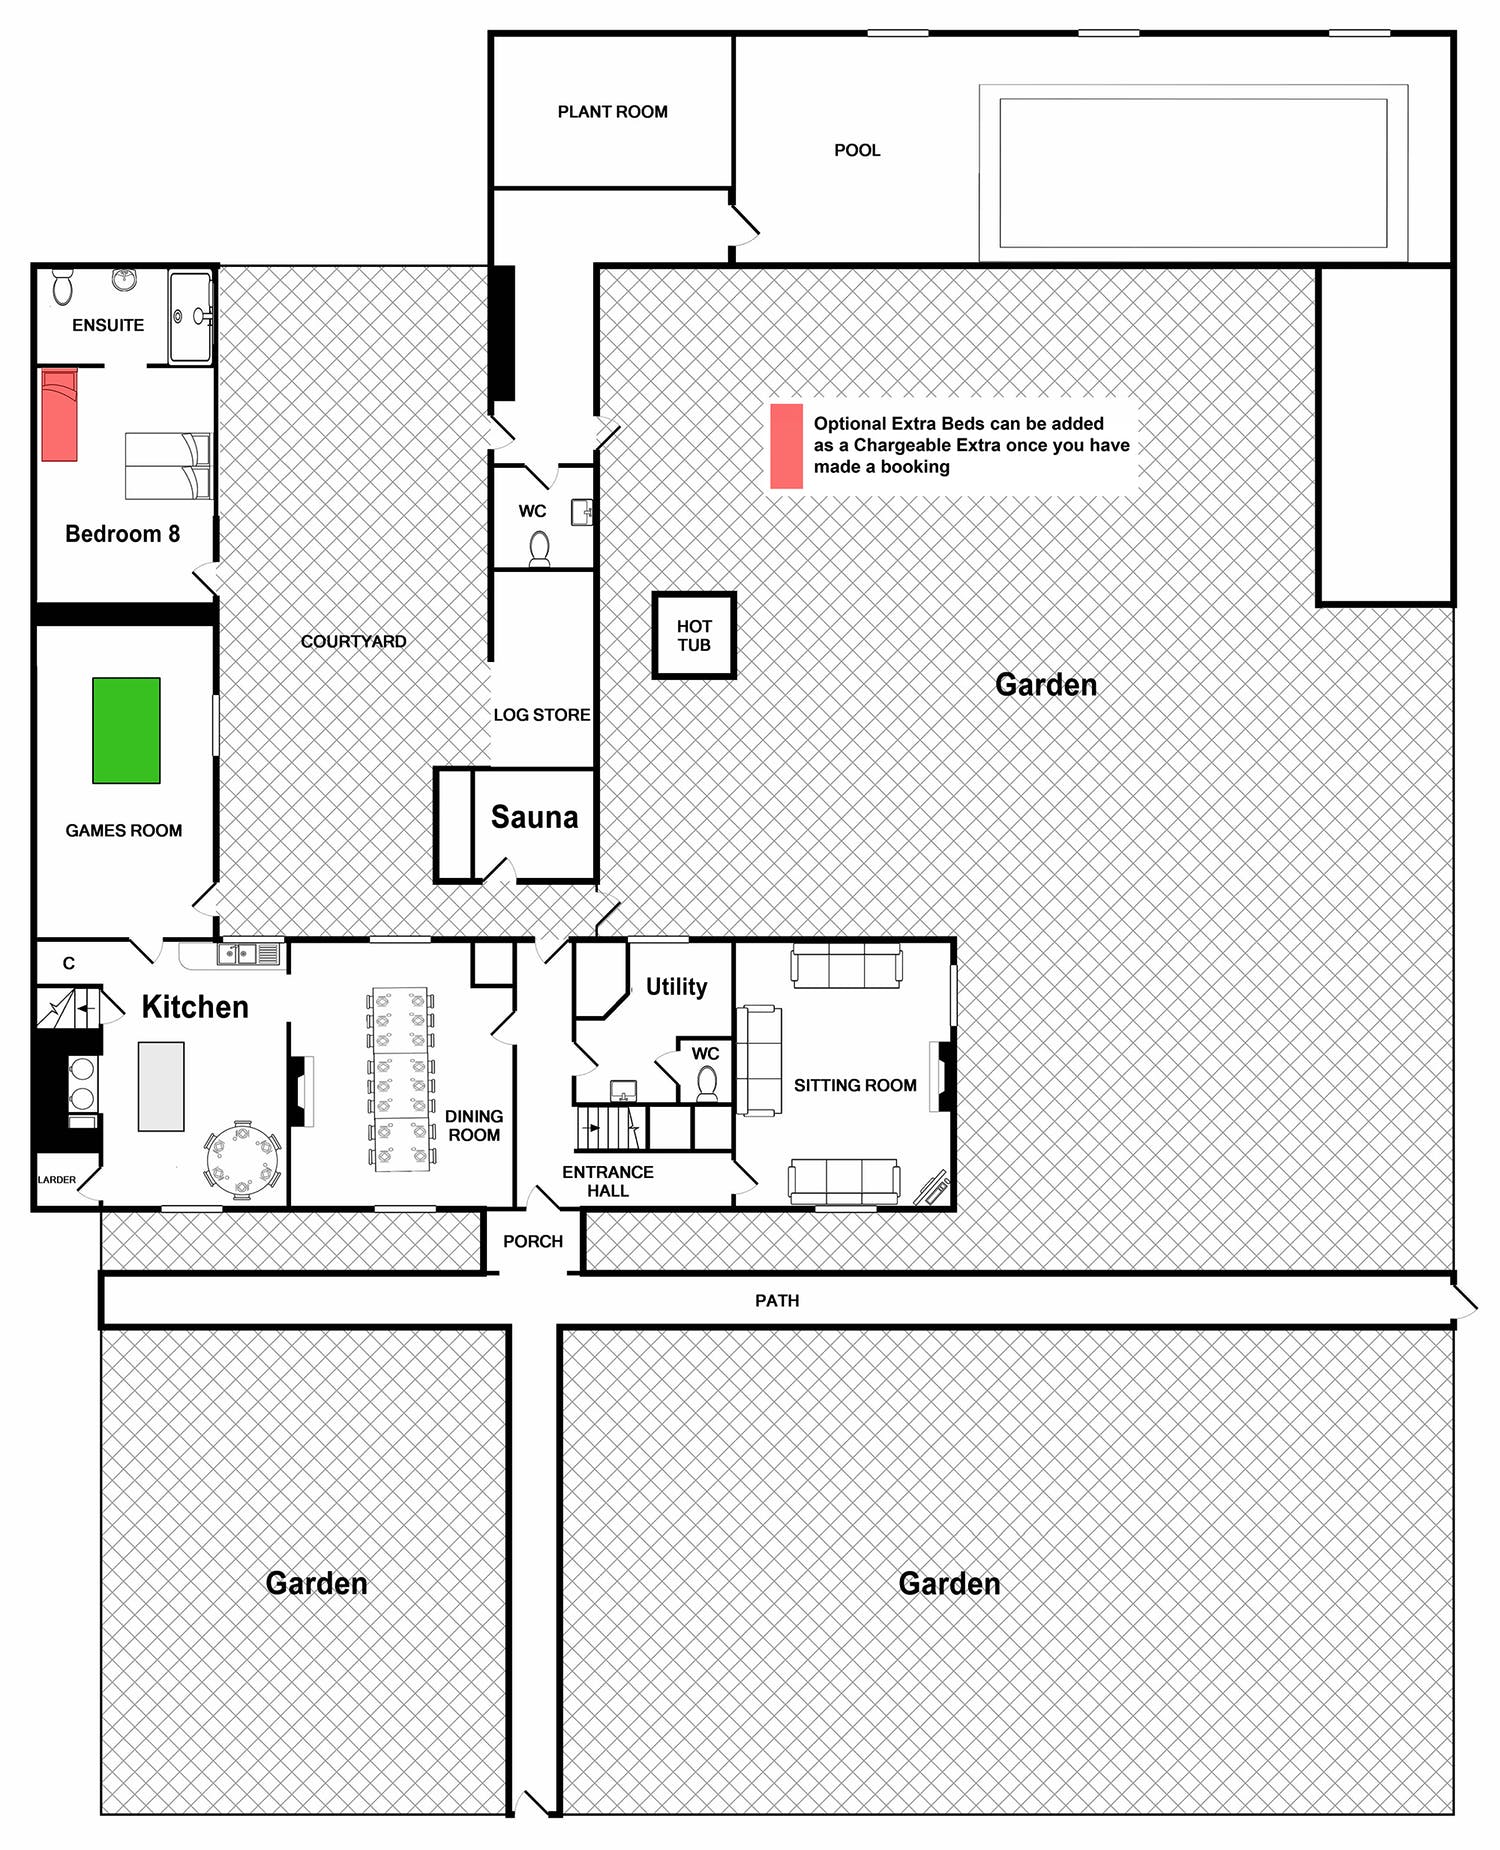 PLANT ROOM
POOL
ENSUITE
Optional Extra Beds can be added
as a Chargeable Extra once you have
made a booking
WC
Bedroom 8
HOT
TUB
COURTYARD
Garden
LOG STORE
Sauna
GAMES ROOM
C
Utility
Kitchen
WC
SITTING ROOM
DINING
ROOM
LARDER
ENTRANCE
HALL
PORCH
PATH
Garden
Garden